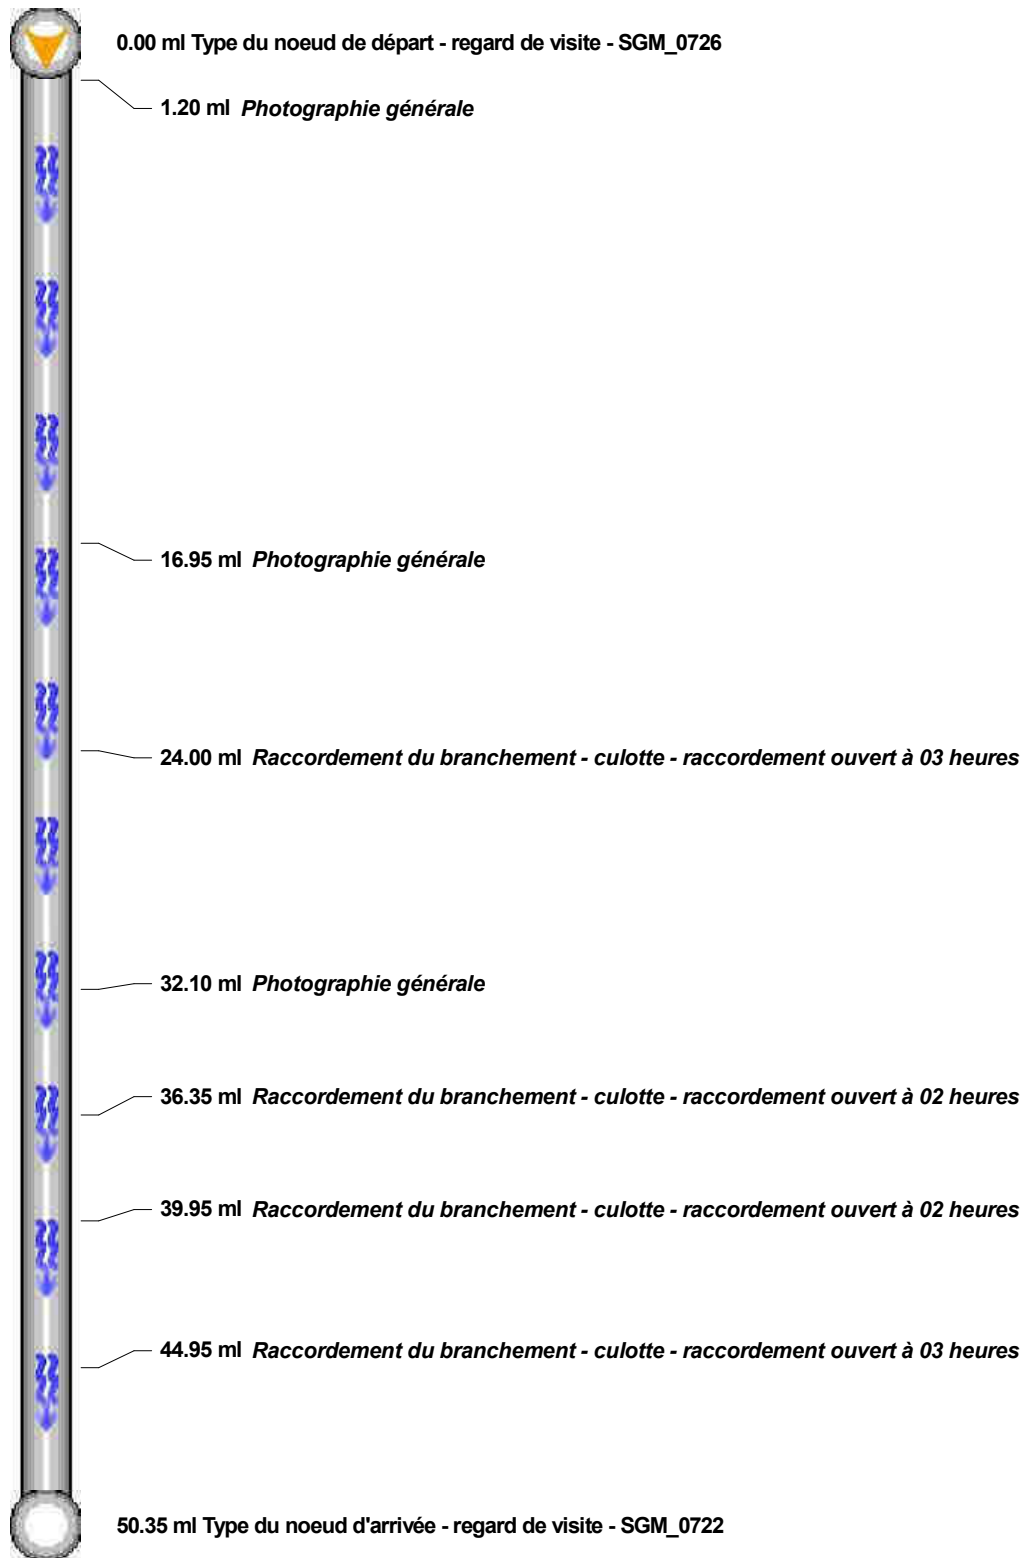 0.00 ml Type du noeud de départ - regard de visite - SGM_0726
1.20 ml Photographie générale
16.95 ml Photographie générale
24.00 ml Raccordement du branchement - culotte - raccordement ouvert à 03 heures
32.10 ml Photographie générale
36.35 ml Raccordement du branchement - culotte - raccordement ouvert à 02 heures
39.95 ml Raccordement du branchement - culotte - raccordement ouvert à 02 heures
44.95 ml Raccordement du branchement - culotte - raccordement ouvert à 03 heures
50.35 ml Type du noeud d'arrivée - regard de visite - SGM_0722